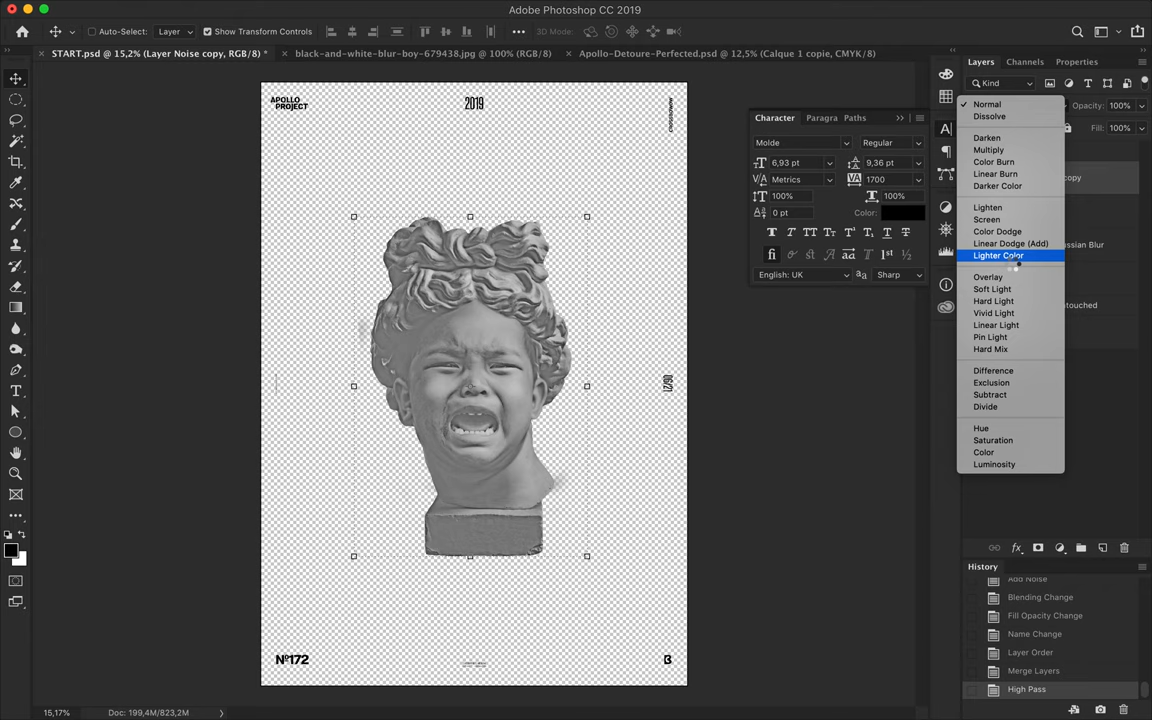 Adobe Photoshop CC 2019
Auto-Select:
Layer
Show Transform Controls
START.psd @ 15,2% (Layer Noise copy, RGB/8) *
black-and-white-blur-boy-679438.jpg @ 100% (RGB/8)
Apollo-Detoure-Perfected.psd @ 12,5% (Calque 1 copie, CMYK/8)
Layers
Channels
Properties
Kind
Opacity: 100%
Fill: 100%
copy
ussian Blur
touched
Normal
Dissolve
Darken
Multiply
Color Burn
Linear Burn
Darker Color
Lighten
Screen
Color Dodge
Linear Dodge (Add)
Lighter Color
Overlay
Soft Light
Hard Light
Vivid Light
Linear Light
Pin Light
Hard Mix
Difference
Exclusion
Subtract
Divide
Hue
Saturation
Color
Luminosity
Character
Paragra
Paths
Molde
Regular
6,93 pt
9,36 pt
Metrics
1700
100%
100%
0 pt
Color:
English: UK
Sharp
APOLLO
PROJECT
2019
06/21
Nº172
B
History
Add Noise
Blending Change
Fill Opacity Change
Name Change
Layer Order
Merge Layers
High Pass
15,17%
Doc: 199,4M/823,2M